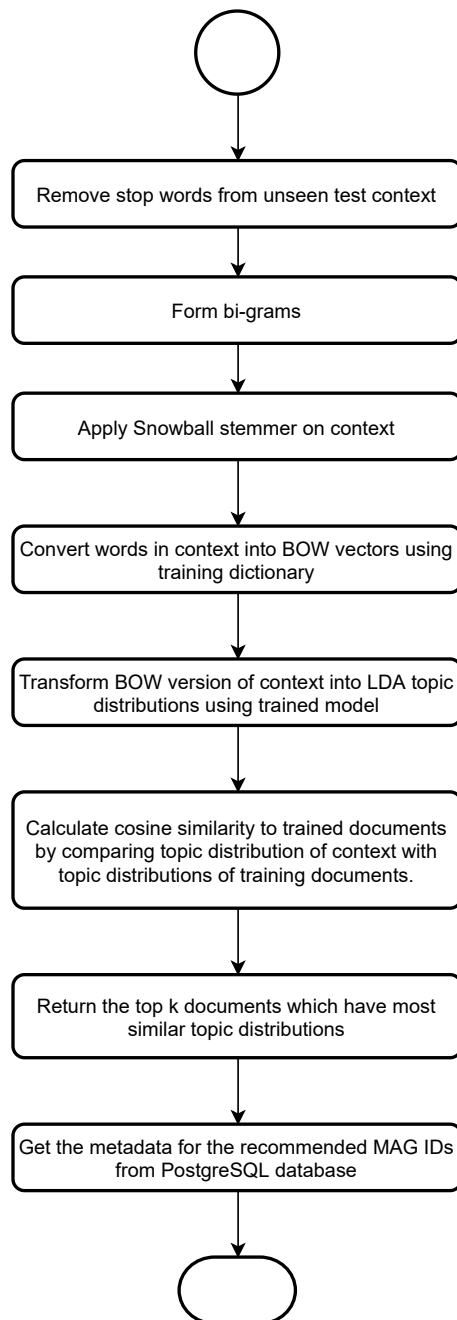 Remove stop words from unseen test context
Form bi-grams
Apply Snowball stemmer on context
Convert words in context into BOW vectors using
training dictionary
Transform BOW version of context into LDA topic
distributions using trained model
Calculate cosine similarity to trained documents
by comparing topic distribution of context with
topic distributions of training documents.
Return the top k documents which have most
similar topic distributions
Get the metadata for the recommended MAG IDs
from PostgreSQL database